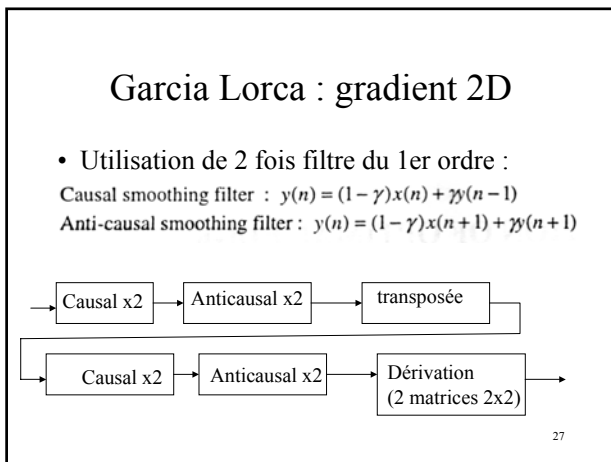 Garcia Lorca : gradient 2D
• Utilisation de 2 fois filtre du 1er ordre :
Causal smoothing filter : y(n) = (1 − γ)x(n) + γy(n − 1)
Anti-causal smoothing filter : y(n) = (1 − γ)x(n + 1) + γy(n + 1)
Causal x2
Anticausal x2
transposée
Causal x2
Anticausal x2
Dérivation
(2 matrices 2x2)
27